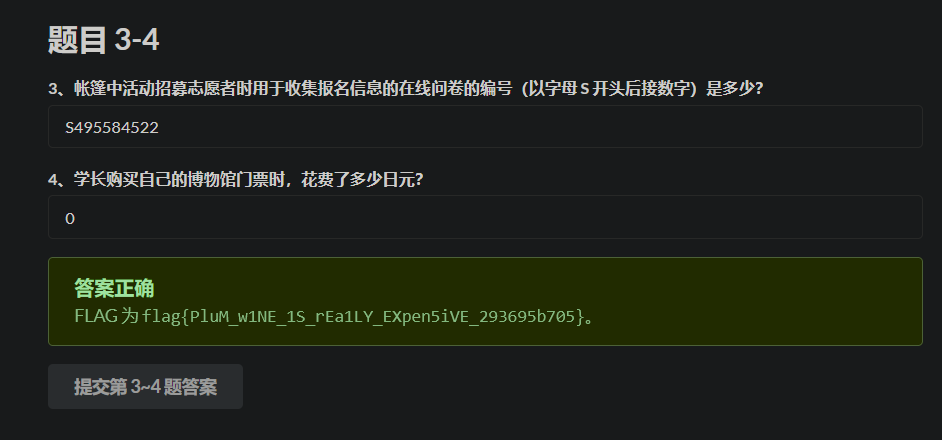 题目 3-4
3、帐篷中活动招募志愿者时用于收集报名信息的在线问卷的编号（以字母 S 开头后接数字）是多少？
S495584522
4、学长购买自己的博物馆门票时，花费了多少日元？
0
答案正确
FLAG 为 flag{PluM_w1NE_1S_rEa1LY_EXpen5iVE_293695b705}。
提交第 3~4 题答案